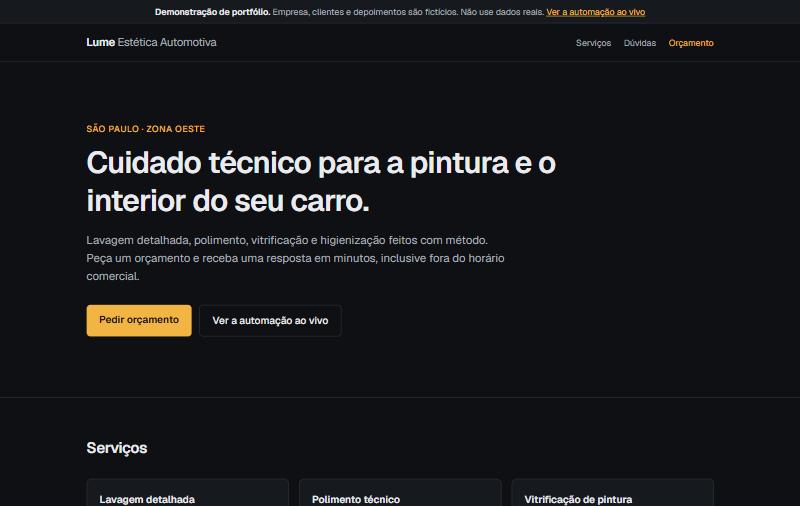 Demonstração de portfólio. Empresa, clientes e depoimentos são fictícios. Não use dados reais. Ver a automação ao vivo
Lume Estética Automotiva
Serviços Dúvidas Orçamento
SÃO PAULO · ZONA OESTE
Cuidado técnico para a pintura e o
interior do seu carro.
Lavagem detalhada, polimento, vitrificação e higienização feitos com método.
Peça um orçamento e receba uma resposta em minutos, inclusive fora do horário
comercial.
Pedir orçamento
Ver a automação ao vivo
Serviços
Lavagem detalhada
Polimento técnico
Vitrificação de pintura